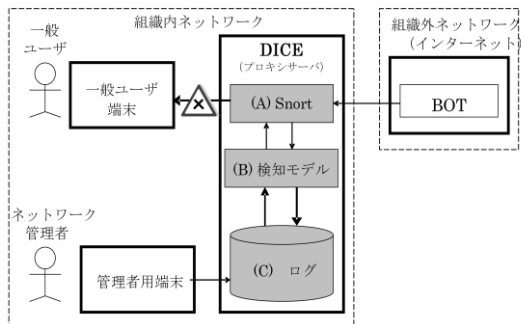 組織内ネットワーク
組織外ネットワーク
(インターネット)
一般
ユーザ
DICE
(プロキシサーバ)
一般ユーザ
端末
×
(A) Snort
BOT
(B) 検知モデル
ネットワーク
管理者
管理者用端末
(C) ログ